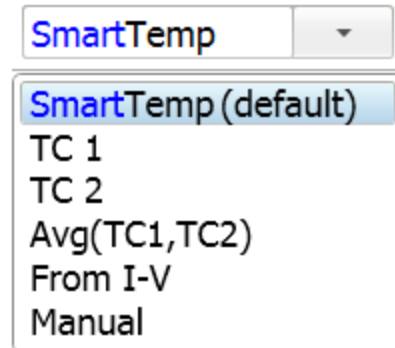 SmartTemp
SmartTemp (default)
TC 1
TC 2
Avg(TC1,TC2)
From I-V
Manual